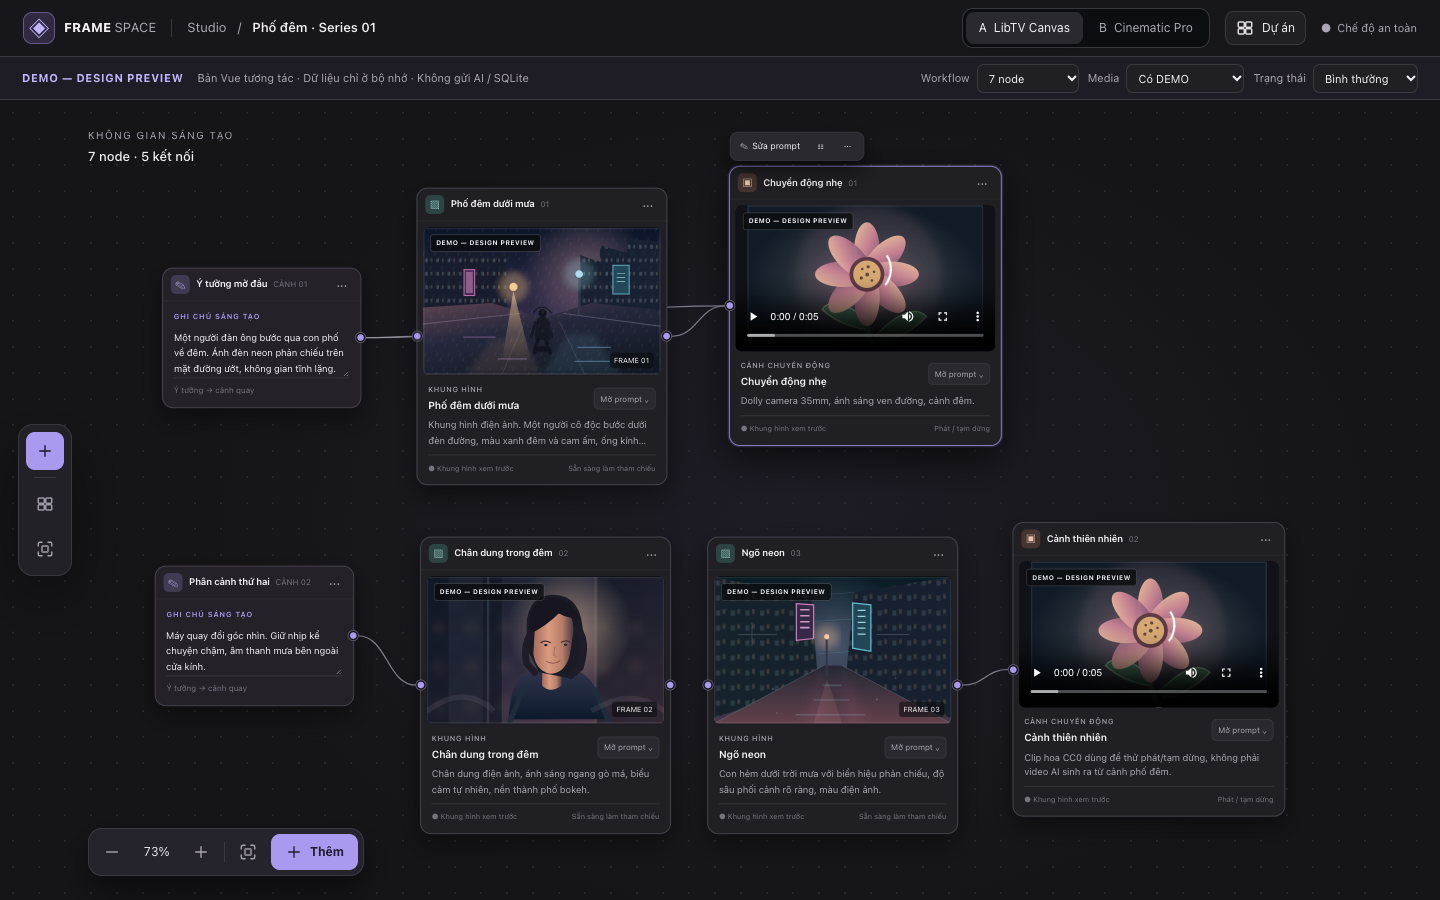 FRAME SPACE
Studio / Phố đêm · Series 01
A LibTV Canvas
B Cinematic Pro
Dự án
Chế độ an toàn
DEMO — DESIGN PREVIEW
Bản Vue tương tác · Dữ liệu chỉ ở bộ nhớ · Không gửi AI / SQLite
Workflow
7 node
Media
Có DEMO
Trạng thái
Bình thường
KHÔNG GIAN SÁNG TẠO
7 node · 5 kết nối
Sửa prompt
Ý tưởng mở đầu CẢNH 01
GHI CHÚ SÁNG TẠO
Một người đàn ông bước qua con phố
về đêm. Ánh đèn neon phản chiếu trên
mặt đường ướt, không gian tĩnh lặng.
Ý tưởng → cảnh quay
Phố đêm dưới mưa 01
DEMO — DESIGN PREVIEW
FRAME 01
KHUNG HÌNH
Phố đêm dưới mưa
Mở prompt
Khung hình điện ảnh. Một người cô độc bước dưới
đèn đường, màu xanh đêm và cam ấm, ống kính...
Khung hình xem trước
Sẵn sàng làm tham chiếu
Chuyển động nhẹ 01
DEMO — DESIGN PREVIEW
0:00 / 0:05
CẢNH CHUYỂN ĐỘNG
Chuyển động nhẹ
Mở prompt
Dolly camera 35mm, ánh sáng ven đường, cảnh đêm.
Khung hình xem trước
Phát / tạm dừng
Phân cảnh thứ hai CẢNH 02
GHI CHÚ SÁNG TẠO
Máy quay đổi góc nhìn. Giữ nhịp kể
chuyện chậm, âm thanh mưa bên ngoài
cửa kính.
Ý tưởng → cảnh quay
Chân dung trong đêm 02
DEMO — DESIGN PREVIEW
FRAME 02
KHUNG HÌNH
Chân dung trong đêm
Mở prompt
Chân dung điện ảnh, ánh sáng ngang gò má, biểu
cảm tự nhiên, nền thành phố bokeh.
Khung hình xem trước
Sẵn sàng làm tham chiếu
Ngõ neon 03
DEMO — DESIGN PREVIEW
FRAME 03
KHUNG HÌNH
Ngõ neon
Mở prompt
Con hẻm dưới trời mưa với biển hiệu phản chiếu, độ
sâu phối cảnh rõ ràng, màu điện ảnh.
Khung hình xem trước
Sẵn sàng làm tham chiếu
Cảnh thiên nhiên 02
DEMO — DESIGN PREVIEW
0:00 / 0:05
CẢNH CHUYỂN ĐỘNG
Cảnh thiên nhiên
Mở prompt
Clip hoa CC0 dùng để thử phát/tạm dừng, không phải
video AI sinh ra từ cảnh phố đêm.
Khung hình xem trước
Phát / tạm dừng
73%
Thêm